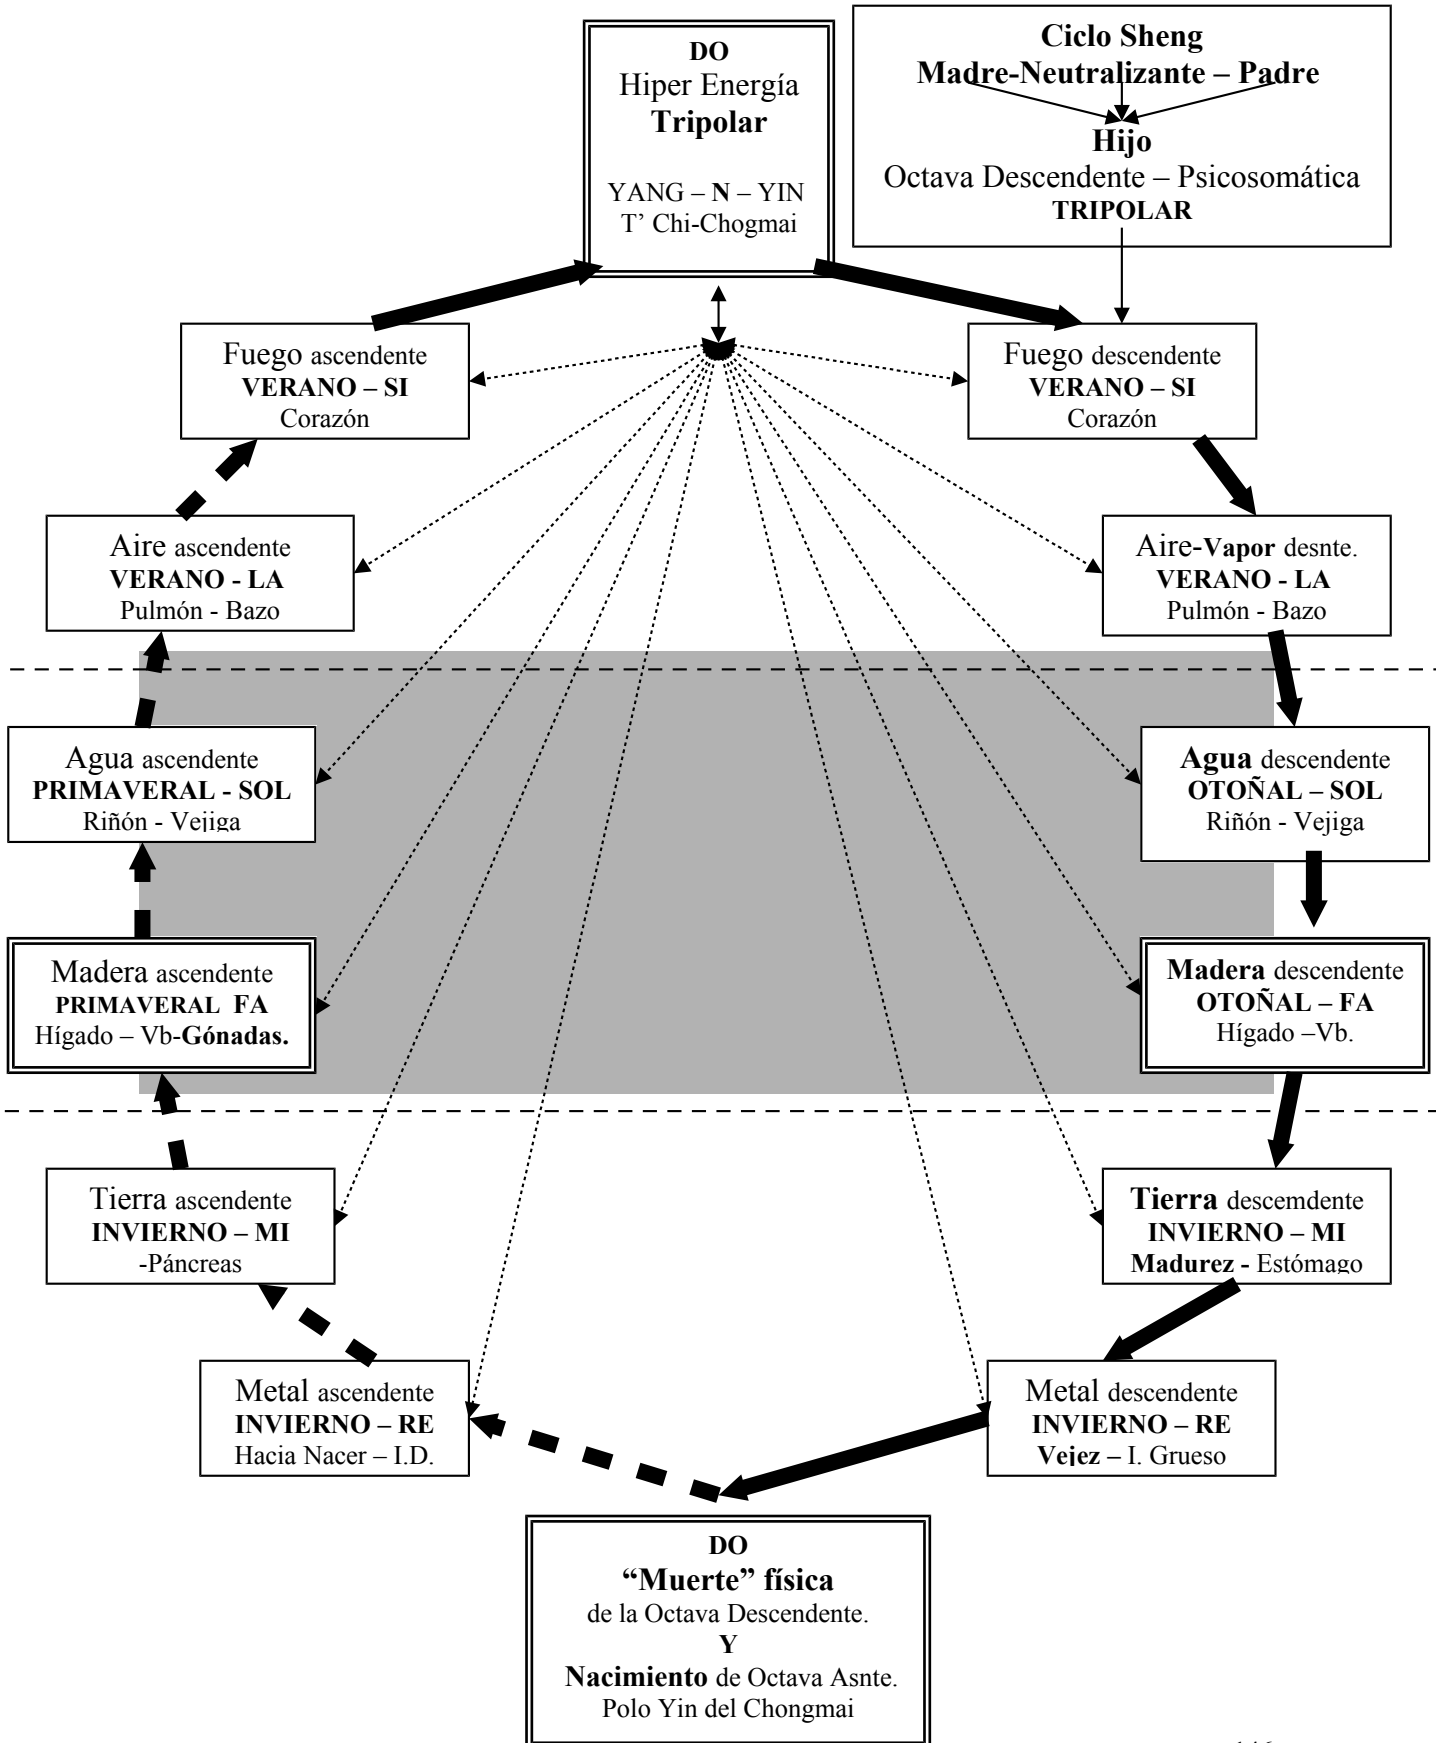 DO
Hiper Energía
Tripolar
YANG – N – YIN
T’ Chi-Chogmai
Ciclo Sheng
Madre-Neutralizante – Padre
Hijo
Octava Descendente – Psicosomática
TRIPOLAR
Fuego ascendente
VERANO – SI
Corazón
Fuego descendente
VERANO – SI
Corazón
Aire ascendente
VERANO - LA
Pulmón - Bazo
Aire-Vapor desnte.
VERANO - LA
Pulmón - Bazo
Agua ascendente
PRIMAVERAL - SOL
Riñón - Vejiga
Agua descendente
OTOÑAL – SOL
Riñón - Vejiga
Madera ascendente
PRIMAVERAL FA
Hígado – Vb-Gónadas.
Madera descendente
OTOÑAL – FA
Hígado –Vb.
Tierra ascendente
INVIERNO – MI
-Páncreas
Tierra descemdente
INVIERNO – MI
Madurez - Estómago
Metal ascendente
INVIERNO – RE
Hacia Nacer – I.D.
Metal descendente
INVIERNO – RE
Vejez – I. Grueso
DO
“Muerte” física
de la Octava Descendente.
Y
Nacimiento de Octava Asnte.
Polo Yin del Chongmai